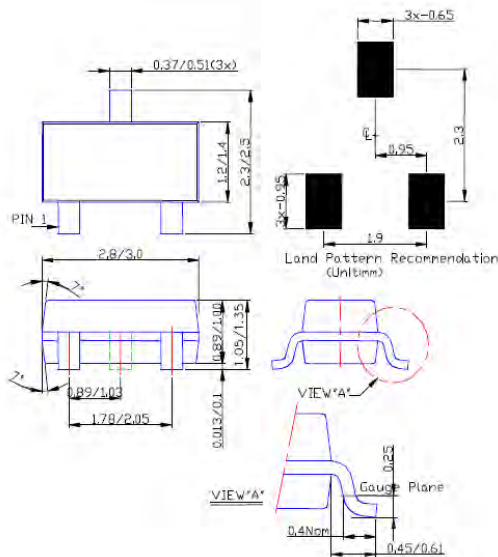 3x-0.65
0.37/0.51(3x)
1.2/1.4
2.3/2.5
PIN 1
℄
0.95
2.3
3x-0.95
1.9
Land Pattern Recommendation
(Unit:mm)
2.8/3.0
7°
0.89/1.00
1.05/1.35
7°
0.89/1.03
1.78/2.05
0.013/0.1
VIEW"A"
VIEW"A"
0.25
Gauge Plane
0.4Nom
0.45/0.61